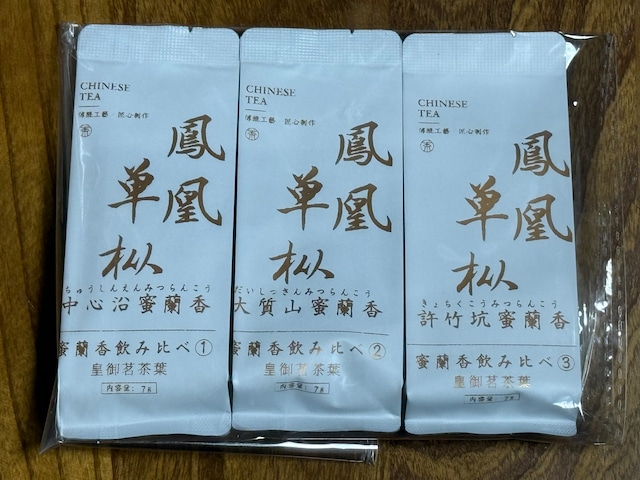 CHINESE
TEA
傳統工藝 匠心制作
鳳凰
単枞
ちゅうしんえんみつらんこう
中心沿蜜蘭香
蜜蘭香飲み比べ①
皇御茗茶葉
内容量：7g
CHINESE
TEA
傳統工藝 匠心制作
鳳凰
単枞
だいしつざんみつらんこう
大質山蜜蘭香
蜜蘭香飲み比べ②
皇御茗茶葉
内容量：7g
CHINESE
TEA
傳統工藝 匠心制作
鳳凰
単枞
きょちくこうみつらんこう
許竹坑蜜蘭香
蜜蘭香飲み比べ③
皇御茗茶葉
内容量：7g